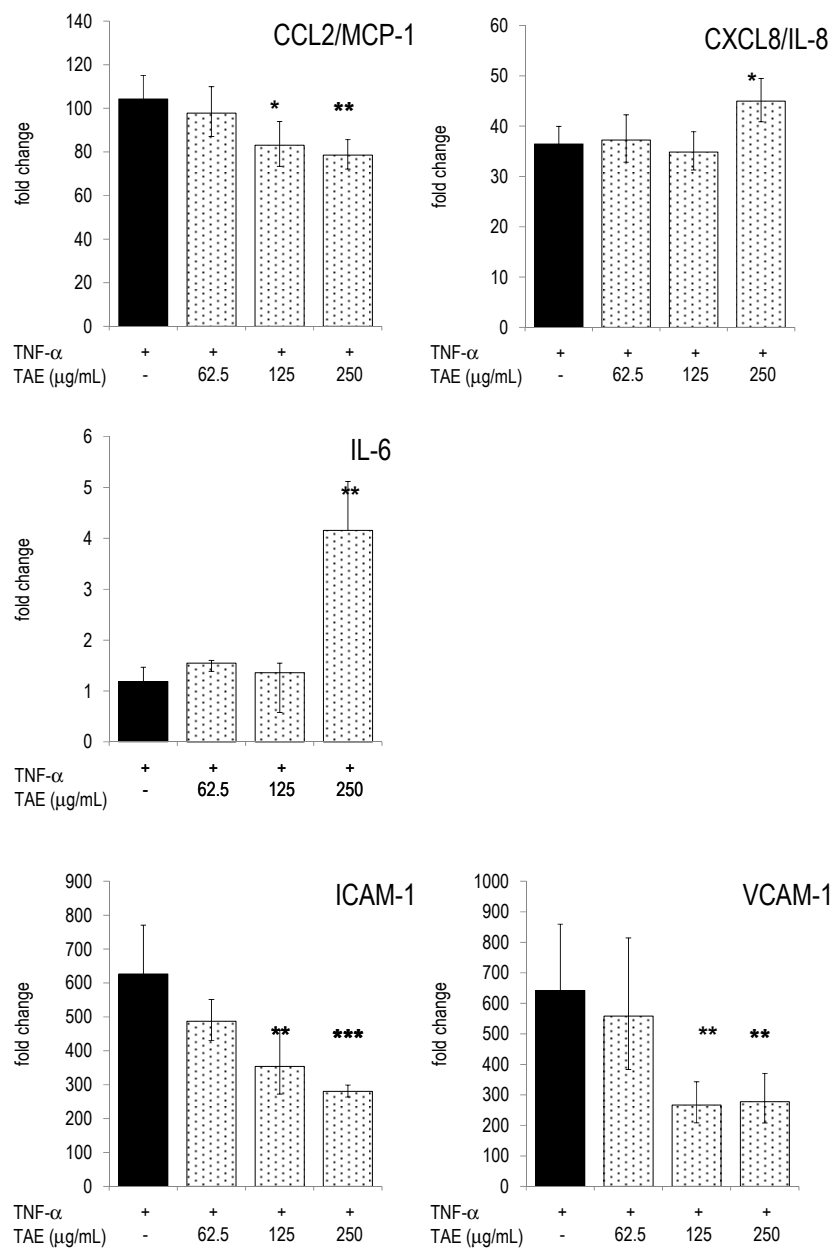 CCL2/MCP-1
140
120
100
80
60
40
20
0
fold change
* **
TNF-α + + + +
TAE (μg/mL) - 62.5 125 250
CXCL8/IL-8
60
50
40
30
20
10
0
fold change
*
+ + + +
- 62.5 125 250
IL-6
6
5
4
3
2
1
0
fold change
**
TNF-α + + + +
TAE (μg/mL) - 62.5 125 250
ICAM-1
900
800
700
600
500
400
300
200
100
0
fold change
** ***
TNF-α + + + +
TAE (μg/mL) - 62.5 125 250
VCAM-1
1000
900
800
700
600
500
400
300
200
100
0
fold change
** **
TNF-α + + + +
TAE (μg/mL) - 62.5 125 250